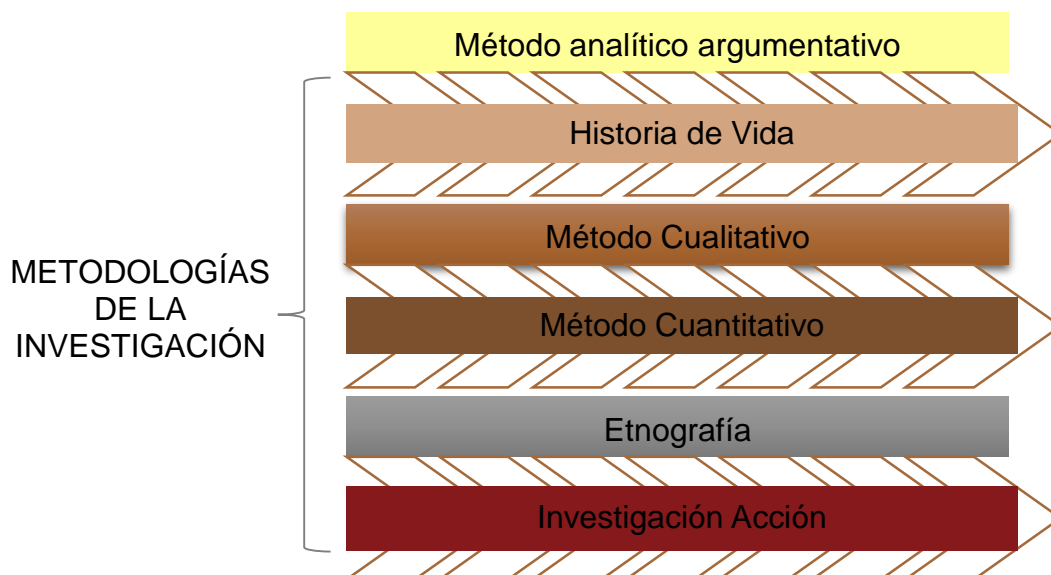 METODOLOGÍAS
DE LA
INVESTIGACIÓN
Método analítico argumentativo
Historia de Vida
Método Cualitativo
Método Cuantitativo
Etnografía
Investigación Acción